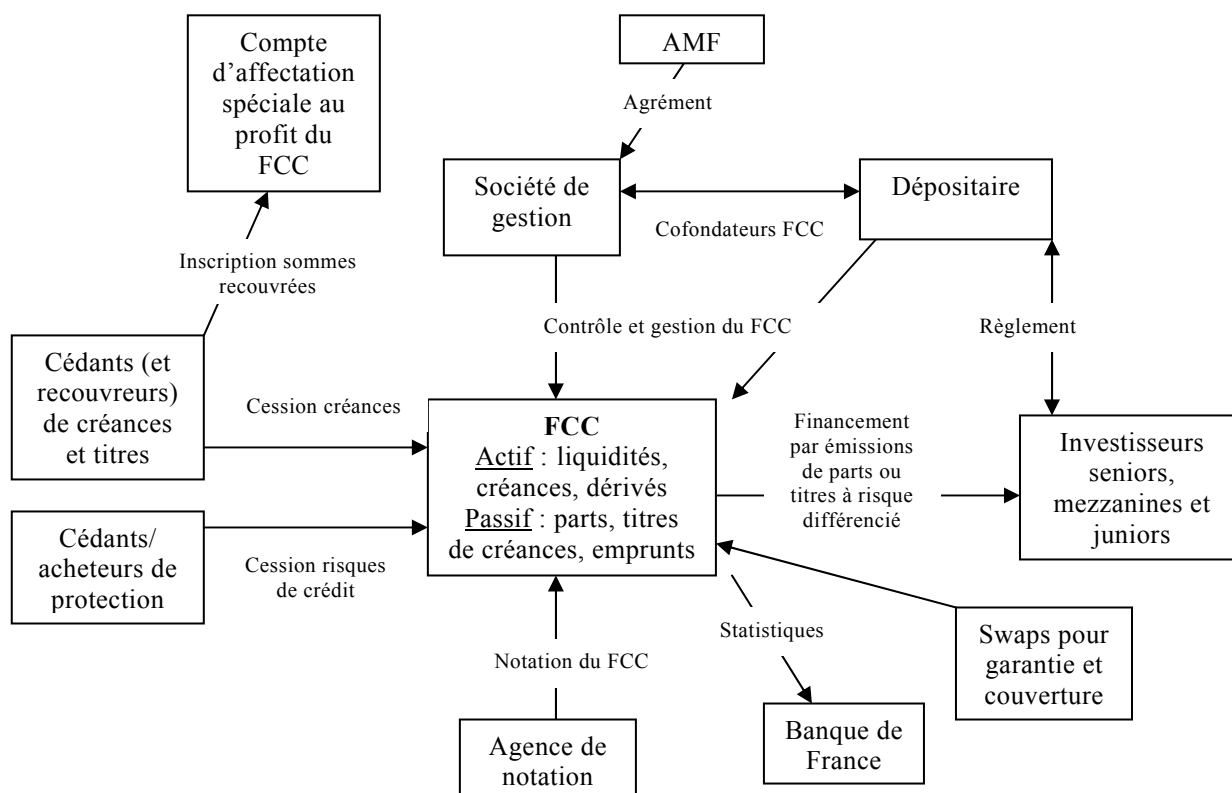 Compte
d'affectation
spéciale au
profit du
FCC
AMF
Agrément
Société de
gestion
Dépositaire
Cofondateurs FCC
Inscription sommes
recouvrées
Contrôle et gestion du FCC
Règlement
Cédants (et
recouvreurs)
de créances
et titres
Cession créances
FCC
Actif : liquidités,
créances, dérivés
Passif : parts, titres
de créances, emprunts
Financement
par émissions
de parts ou
titres à risque
différencié
Investisseurs
seniors,
mezzanines et
juniors
Cédants/
acheteurs de
protection
Cession risques
de crédit
Notation du FCC
Statistiques
Swaps pour
garantie et
couverture
Agence de
notation
Banque de
France